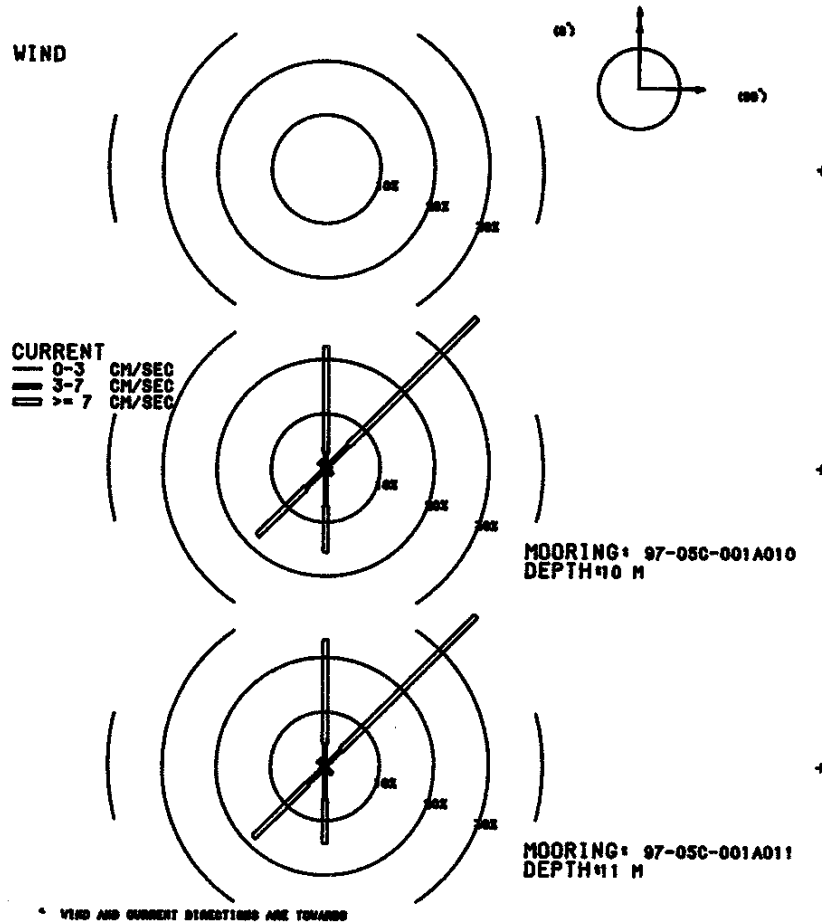 WIND
(0°)
(90°)
10%
20%
30%
CURRENT
0-3 CM/SEC
3-7 CM/SEC
>= 7 CM/SEC
10%
20%
30%
MOORING: 97-05C-001A010
DEPTH:10 M
10%
20%
30%
MOORING: 97-05C-001A011
DEPTH:11 M
* WIND AND CURRENT DIRECTIONS ARE TOWARDS